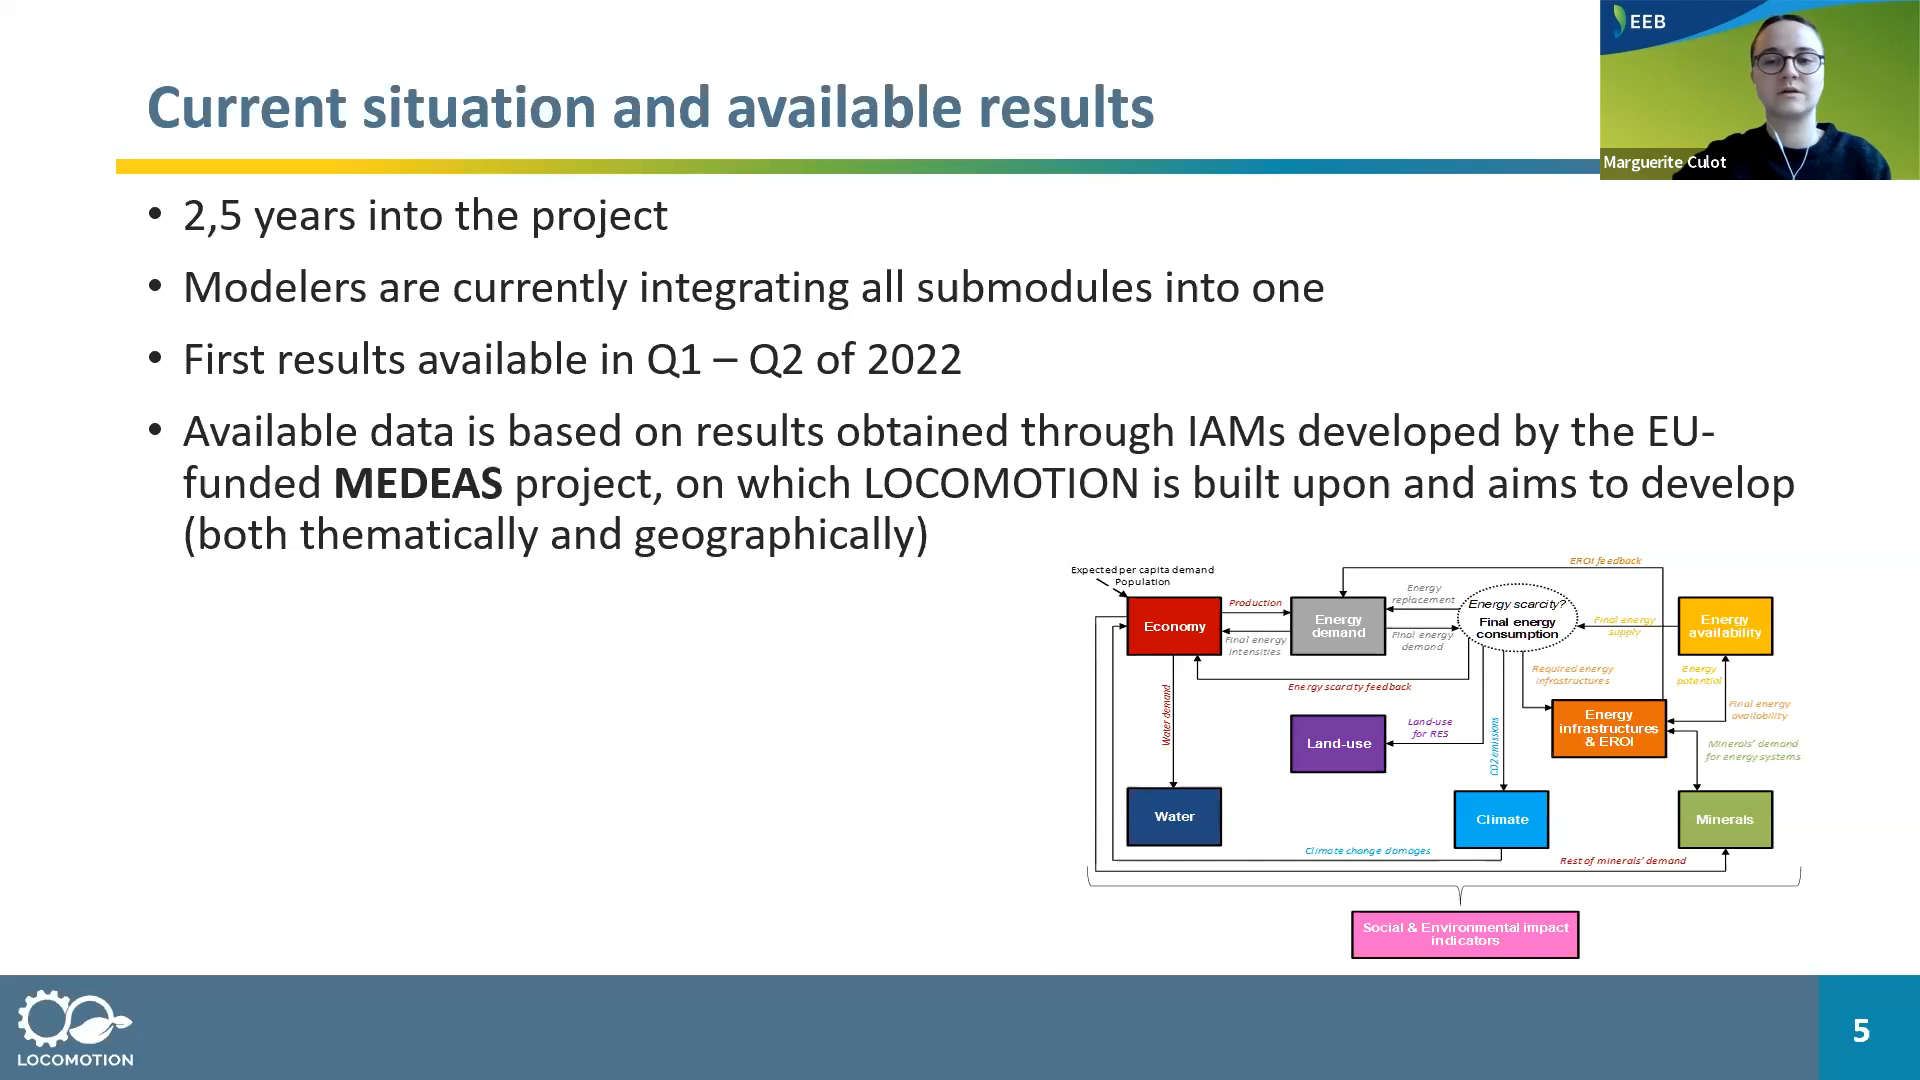 EEB
Marguerite Culot
Current situation and available results
• 2,5 years into the project
• Modelers are currently integrating all submodules into one
• First results available in Q1 – Q2 of 2022
• Available data is based on results obtained through IAMs developed by the EU-
funded MEDEAS project, on which LOCOMOTION is built upon and aims to develop
(both thematically and geographically)
Expected per capita demand
Population
EROI feedback
Economy
Production
Final energy
intensities
Energy
demand
Energy
replacement
Final energy
demand
Energy scarcity?
Final energy
consumption
Final energy
supply
Energy
availability
Energy scarcity feedback
Required energy
infrastructures
Energy
potential
Final energy
availability
Water demand
Land-use
Land-use
for RES
CO2 emissions
Energy
infrastructures
& EROI
Minerals' demand
for energy systems
Water
Climate
Minerals
Climate change damages
Rest of minerals' demand
Social & Environmental impact
indicators
LOCOMOTION
5